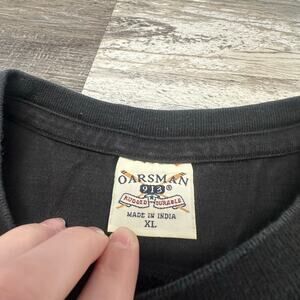 OARSMAN
913®
RUGGED DURABLE
MADE IN INDIA
XL